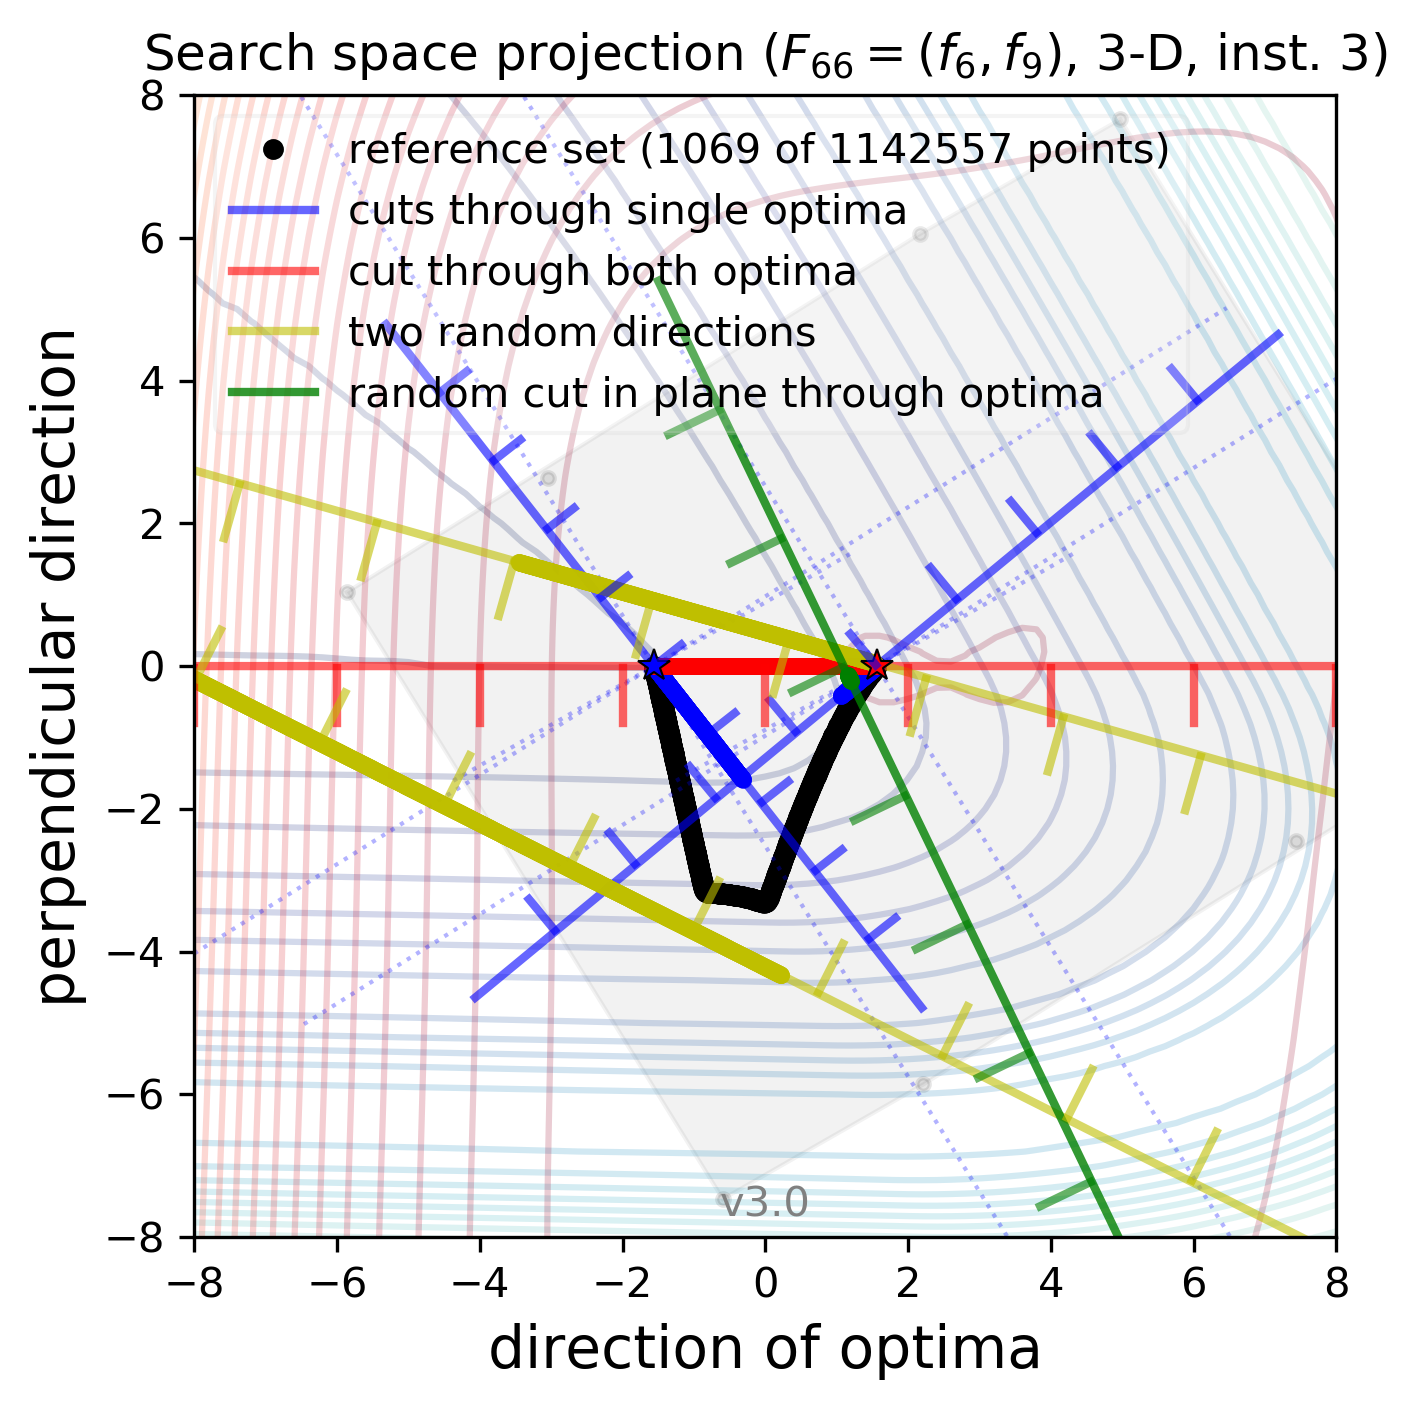 Search space projection (F66 = (f6, f9), 3-D, inst. 3)
8
6
4
2
0
−2
−4
−6
−8
perpendicular direction
reference set (1069 of 1142557 points)
cuts through single optima
cut through both optima
two random directions
random cut in plane through optima
v3.0
−8 −6 −4 −2 0 2 4 6 8
direction of optima